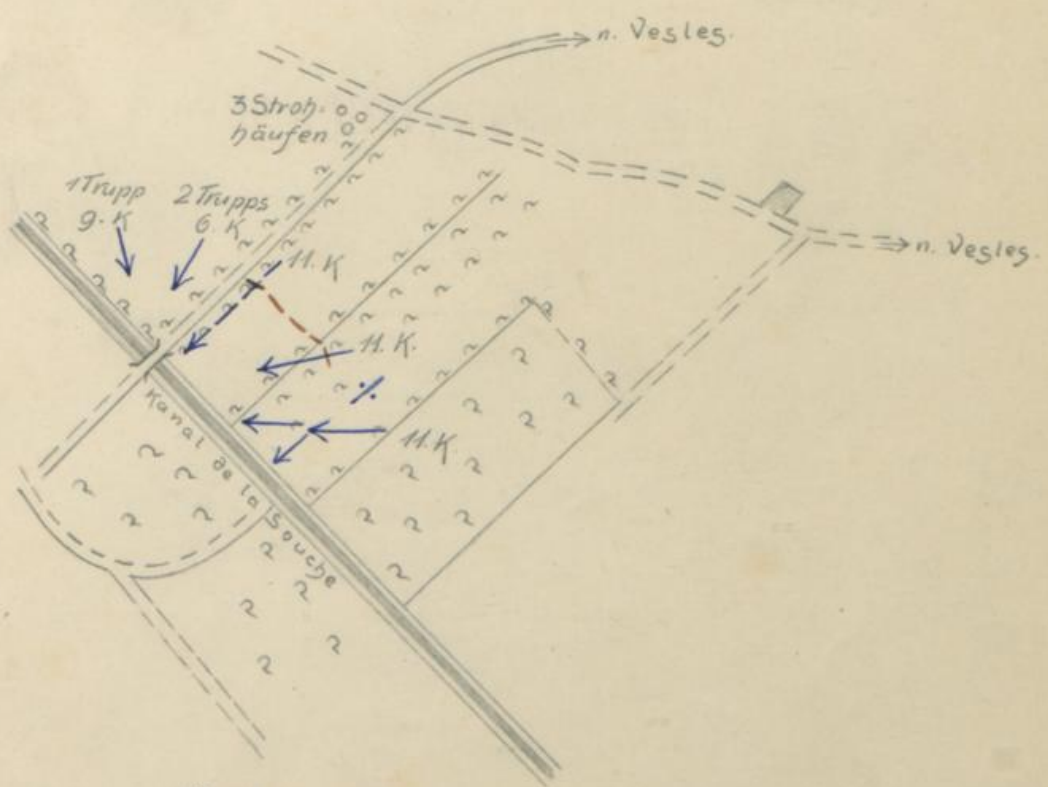 n. Vesles.
3 Stroh-
häufen
1 Trupp
9. K
2 Trupps
6. K
n. Vesles.
11. K
11. K.
11. K.
Kanal de la Souche